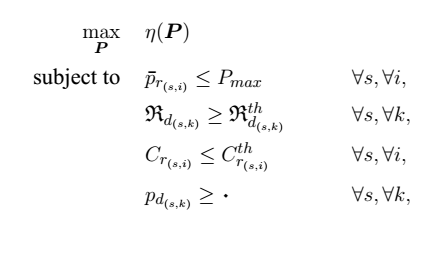 max η(P)
P
subject to p̄_{r_{(s,i)}} ≤ P_{max} ∀s, ∀i,
ℜ_{d_{(s,k)}} ≥ ℜ^{th}_{d_{(s,k)}} ∀s, ∀k,
C_{r_{(s,i)}} ≤ C^{th}_{r_{(s,i)}} ∀s, ∀i,
p_{d_{(s,k)}} ≥ · ∀s, ∀k,